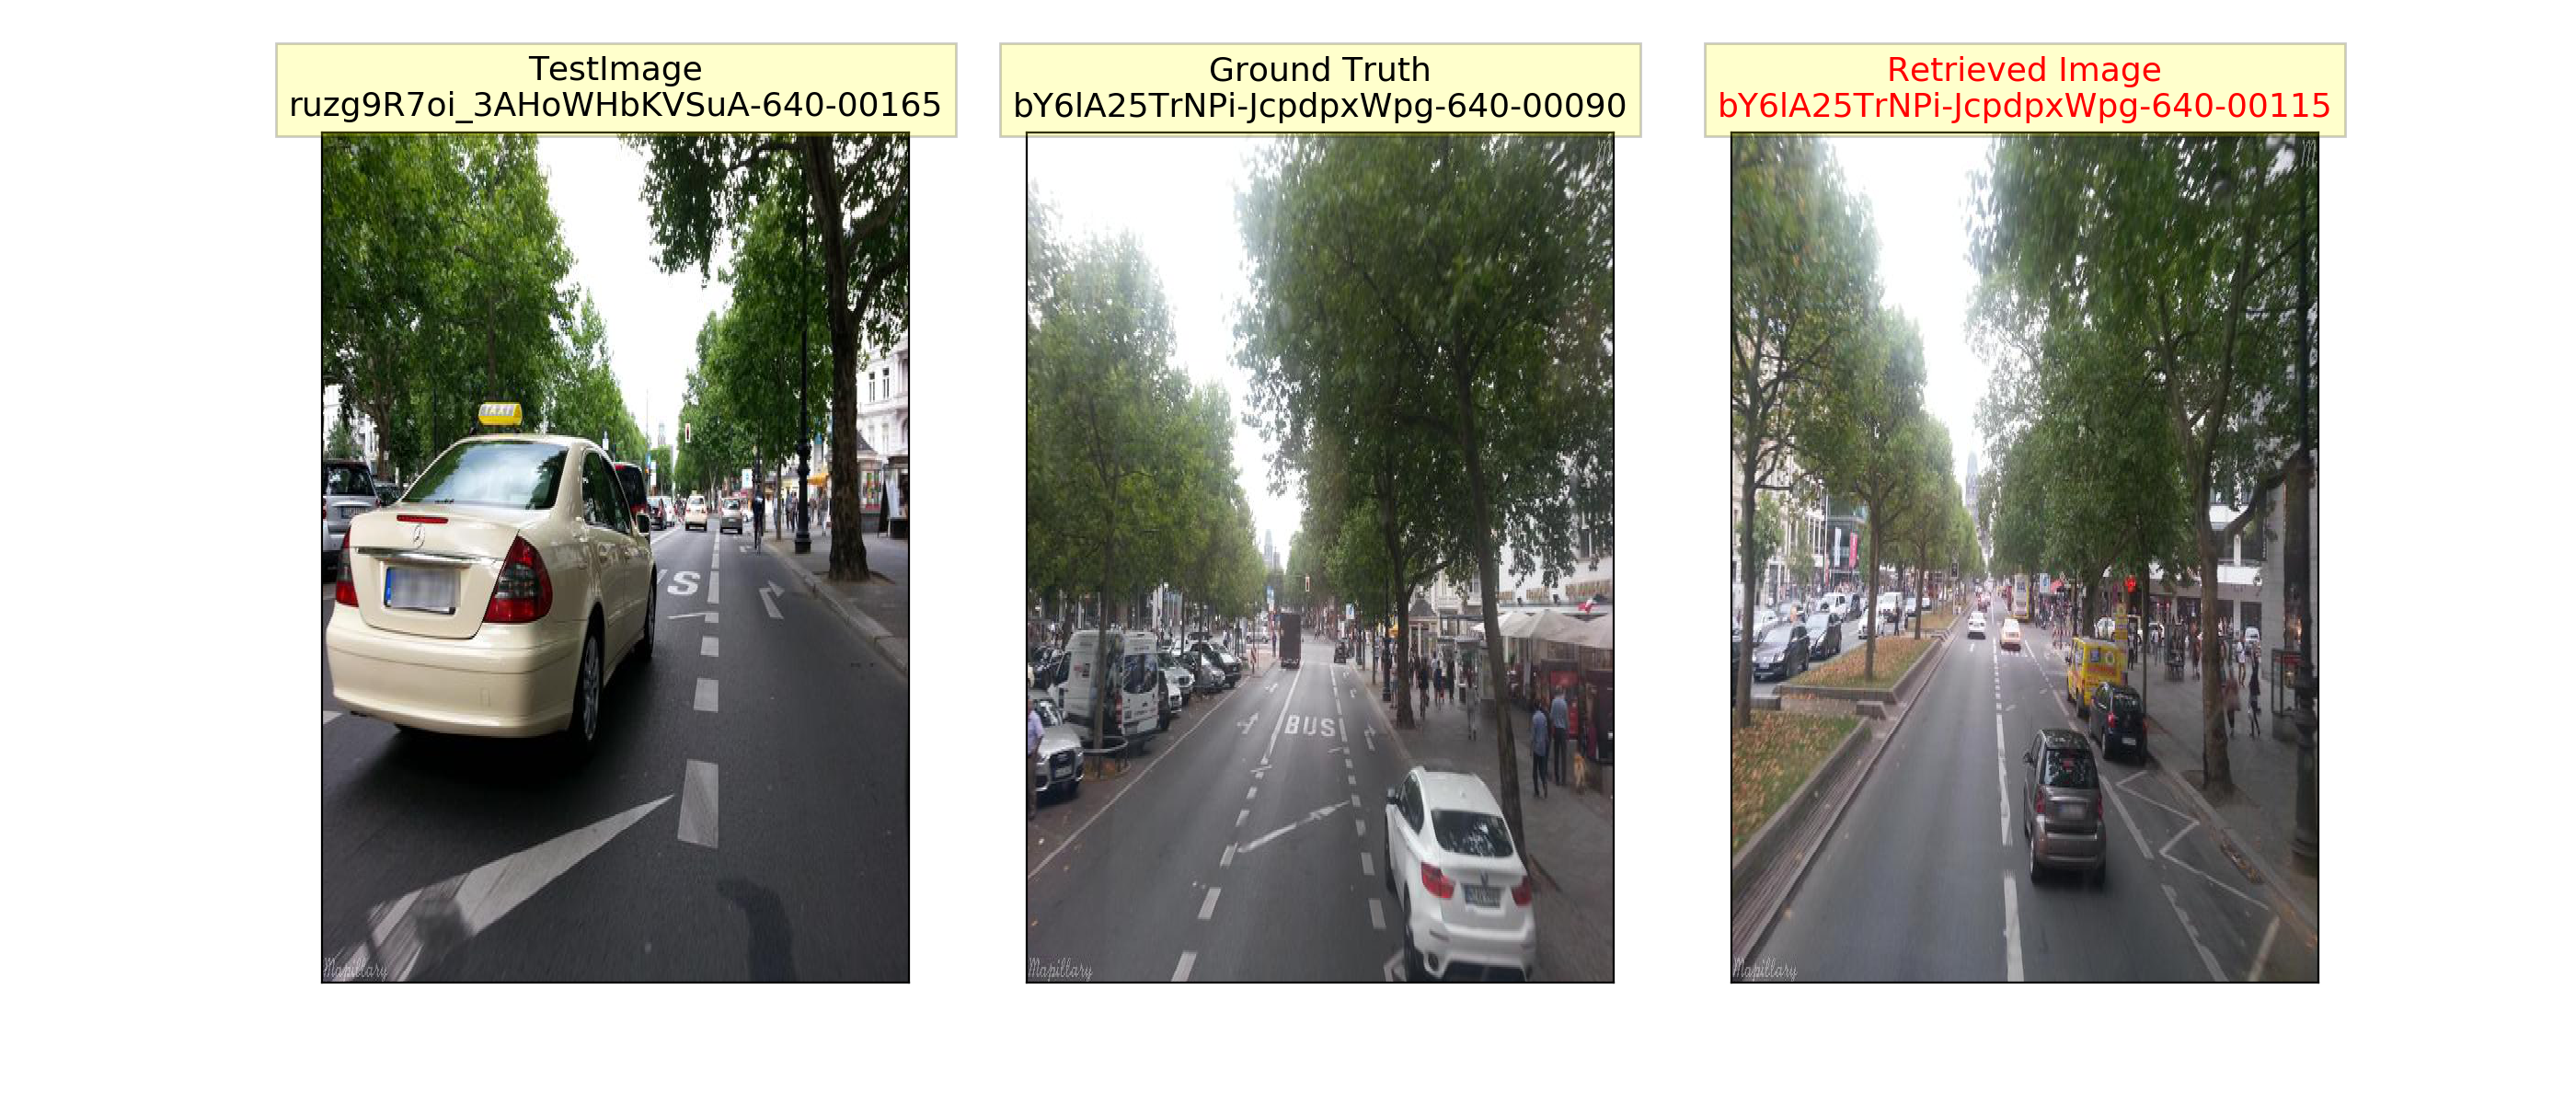 TestImage
ruzg9R7oi_3AHoWHbKVSuA-640-00165
Ground Truth
bY6lA25TrNPi-JcpdpxWpg-640-00090
Retrieved Image
bY6lA25TrNPi-JcpdpxWpg-640-00115
US
BUS
Mapillary
Mapillary
Mapillary